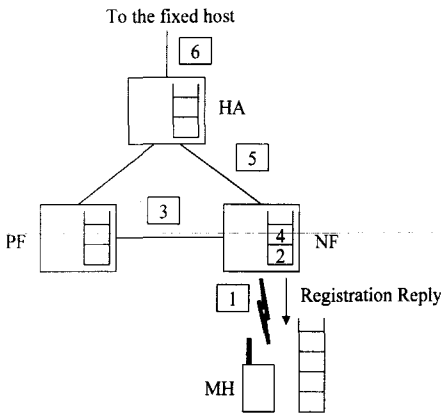 To the fixed host
6
HA
5
3
PF
4
NF
2
1
Registration Reply
MH